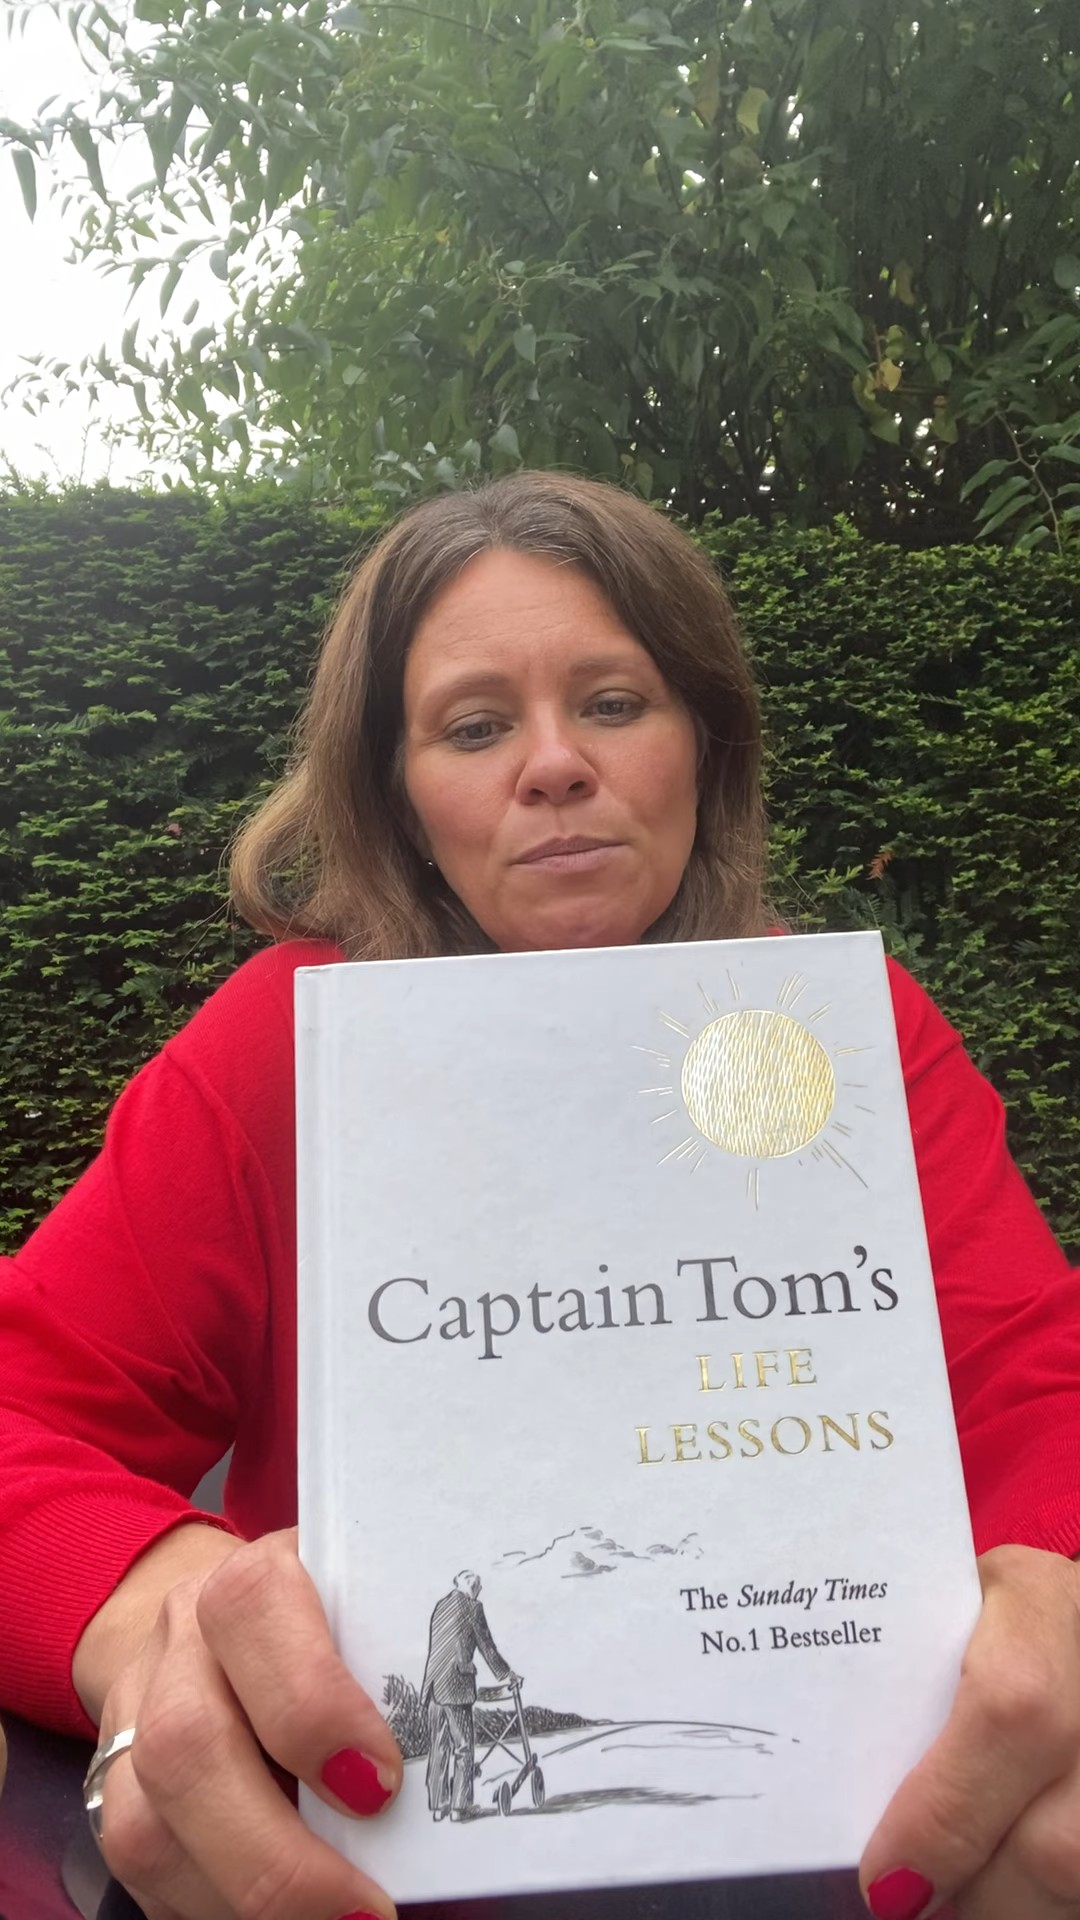 Captain Tom's
LIFE
LESSONS
The Sunday Times
No.1 Bestseller